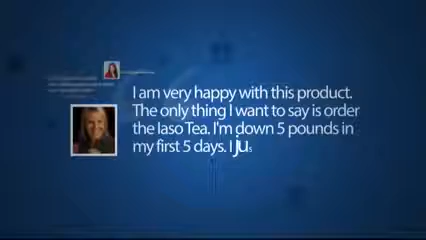 I am very happy with this product.
The only thing I want to say is order
the Iaso Tea. I'm down 5 pounds in
my first 5 days. I jus